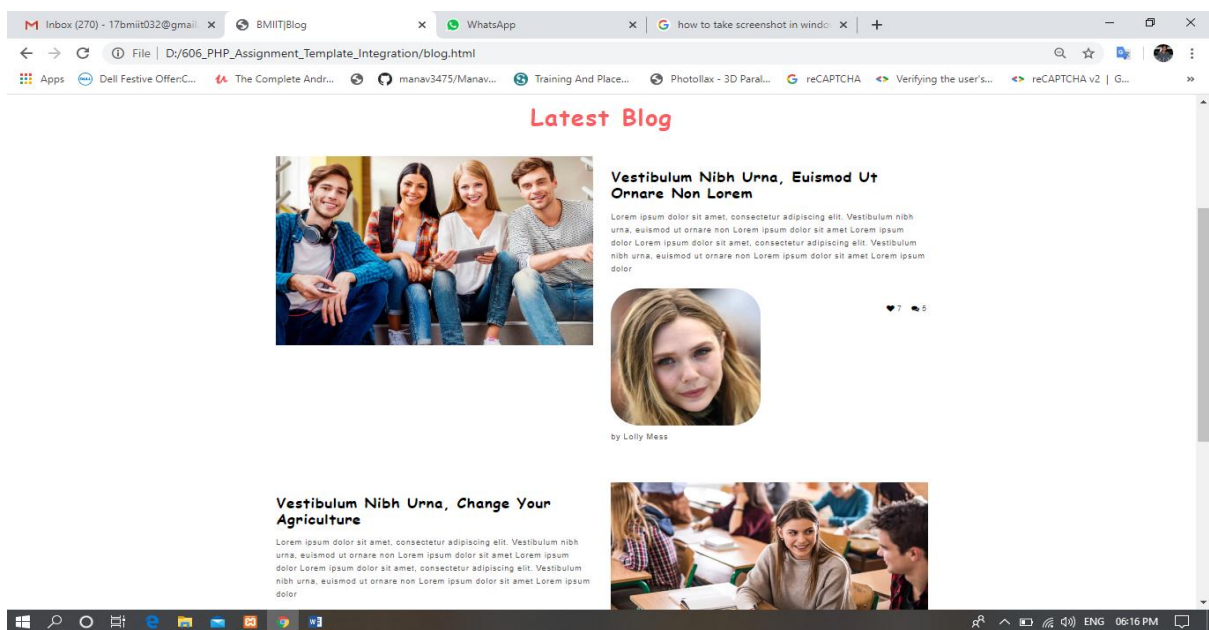 Inbox (270) - 17bmiit032@gmail.
BMIIT|Blog
WhatsApp
how to take screenshot in windo
File | D:/606_PHP_Assignment_Template_Integration/blog.html
Apps
Dell Festive Offer:C...
The Complete Andr...
manav3475/Manav...
Training And Place...
Photollax - 3D Paral...
reCAPTCHA
Verifying the user's...
reCAPTCHA v2 | G...
Latest Blog
Vestibulum Nibh Urna, Euismod Ut
Ornare Non Lorem
Lorem ipsum dolor sit amet, consectetur adipiscing elit. Vestibulum nibh
urna, euismod ut ornare non Lorem ipsum dolor sit amet Lorem ipsum
dolor Lorem ipsum dolor sit amet, consectetur adipiscing elit. Vestibulum
nibh urna, euismod ut ornare non Lorem ipsum dolor sit amet Lorem ipsum
dolor
7 5
by Lolly Mess
Vestibulum Nibh Urna, Change Your
Agriculture
Lorem ipsum dolor sit amet, consectetur adipiscing elit. Vestibulum nibh
urna, euismod ut ornare non Lorem ipsum dolor sit amet Lorem ipsum
dolor Lorem ipsum dolor sit amet, consectetur adipiscing elit. Vestibulum
nibh urna, euismod ut ornare non Lorem ipsum dolor sit amet Lorem ipsum
dolor
ENG 06:16 PM